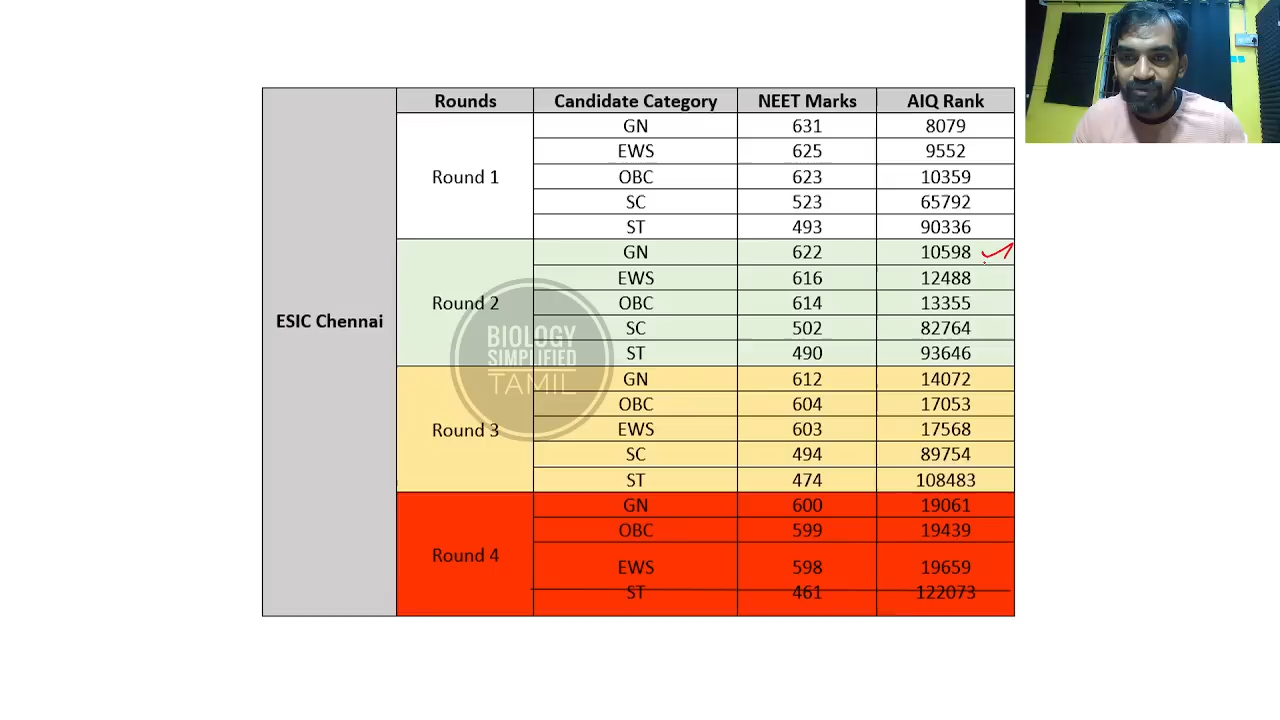 Rounds Candidate Category NEET Marks AIQ Rank
ESIC Chennai
Round 1
GN 631 8079
EWS 625 9552
OBC 623 10359
SC 523 65792
ST 493 90336
Round 2
GN 622 10598
EWS 616 12488
OBC 614 13355
SC 502 82764
ST 490 93646
Round 3
GN 612 14072
OBC 604 17053
EWS 603 17568
SC 494 89754
ST 474 108483
Round 4
GN 600 19061
OBC 599 19439
EWS 598 19659
ST 461 122073
BIOLOGY
SIMPLIFIED
TAMIL